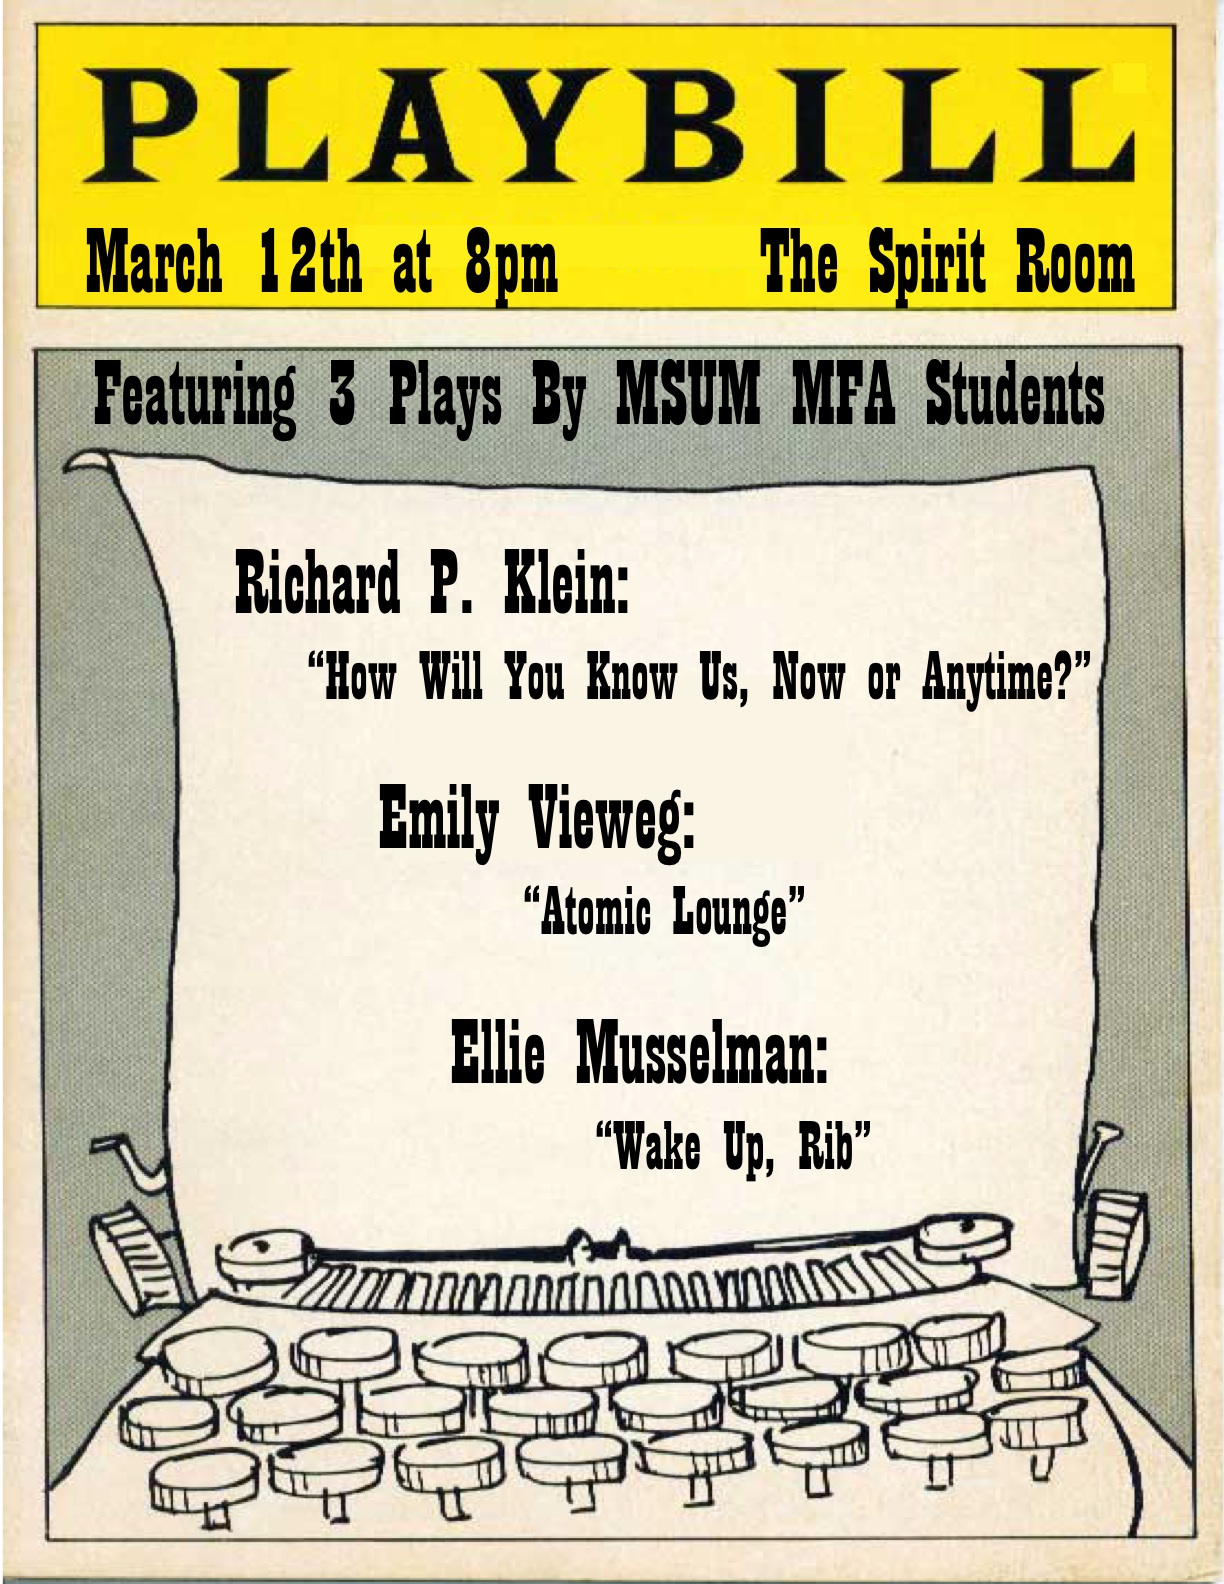 PLAYBILL
March 12th at 8pm The Spirit Room
Featuring 3 Plays By MSUM MFA Students
Richard P. Klein:
“How Will You Know Us, Now or Anytime?”
Emily Vieweg:
“Atomic Lounge”
Ellie Musselman:
“Wake Up, Rib”